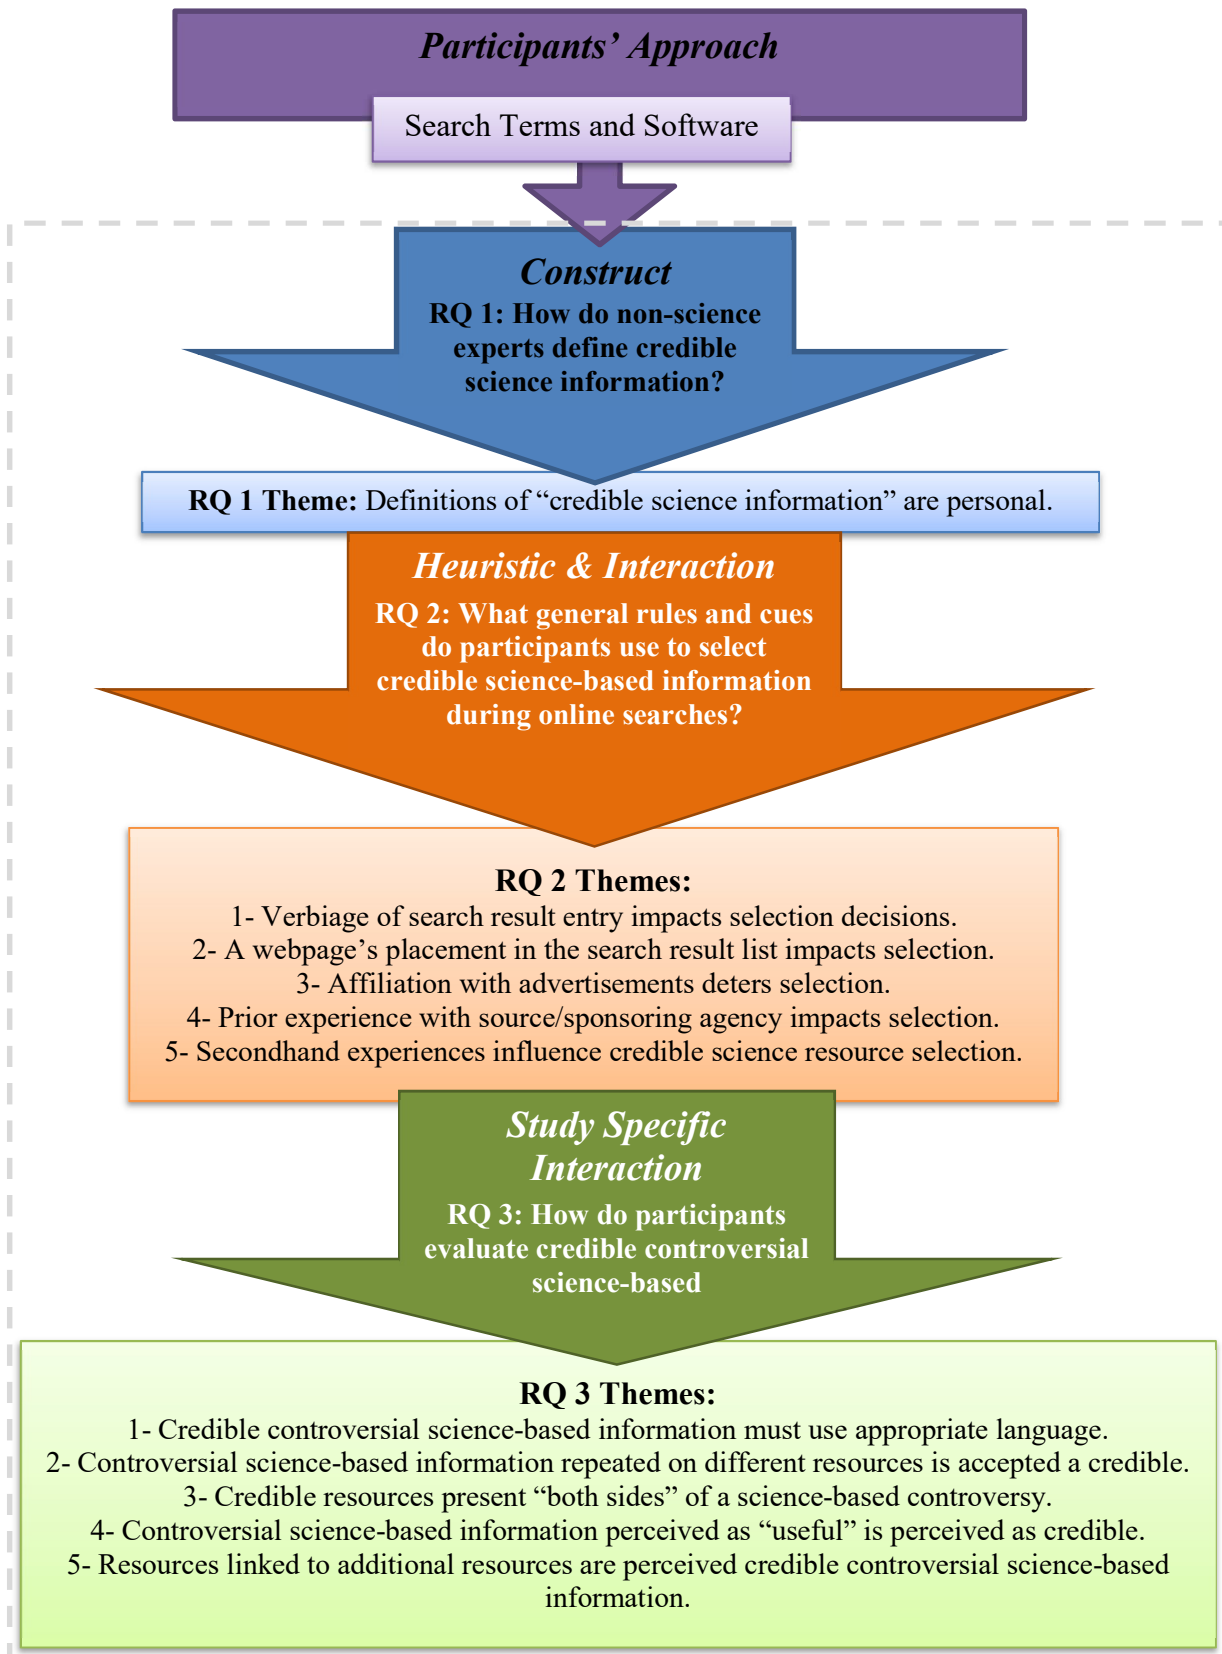 Participants’ Approach
Search Terms and Software
Construct
RQ 1: How do non-science
experts define credible
science information?
RQ 1 Theme: Definitions of “credible science information” are personal.
Heuristic & Interaction
RQ 2: What general rules and cues
do participants use to select
credible science-based information
during online searches?
RQ 2 Themes:
1- Verbiage of search result entry impacts selection decisions.
2- A webpage’s placement in the search result list impacts selection.
3- Affiliation with advertisements deters selection.
4- Prior experience with source/sponsoring agency impacts selection.
5- Secondhand experiences influence credible science resource selection.
Study Specific
Interaction
RQ 3: How do participants
evaluate credible controversial
science-based
RQ 3 Themes:
1- Credible controversial science-based information must use appropriate language.
2- Controversial science-based information repeated on different resources is accepted a credible.
3- Credible resources present “both sides” of a science-based controversy.
4- Controversial science-based information perceived as “useful” is perceived as credible.
5- Resources linked to additional resources are perceived credible controversial science-based
information.